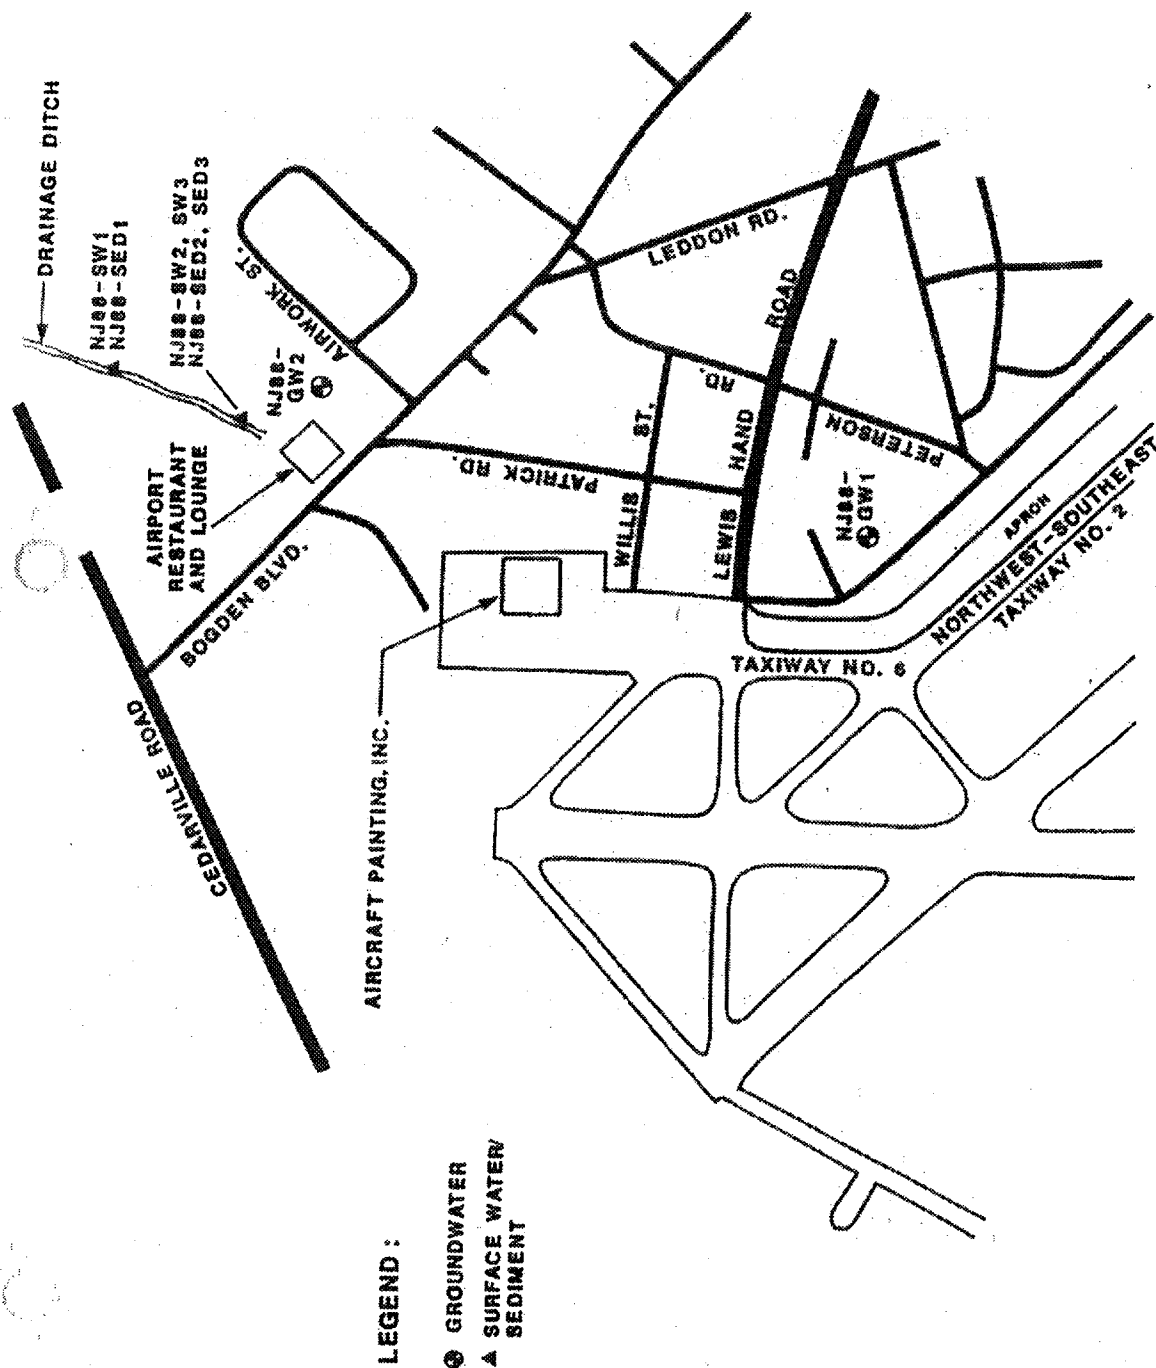 DRAINAGE DITCH
NJ88-SW1
NJ88-SED1
NJ88-SW2, SW3
NJ88-SED2, SED3
AIRWORK ST.
NJ88-
GW2
AIRPORT
RESTAURANT
AND LOUNGE
BOGDEN BLVD.
CEDARVILLE ROAD
PATRICK RD.
WILLIS ST.
LEWIS HAND ROAD
LEDDON RD.
PETERSON RD.
NJ88-
GW1
APRON
NORTHWEST-SOUTHEAST
TAXIWAY NO. 2
TAXIWAY NO. 6
AIRCRAFT PAINTING, INC.
LEGEND:
GROUNDWATER
SURFACE WATER/
SEDIMENT